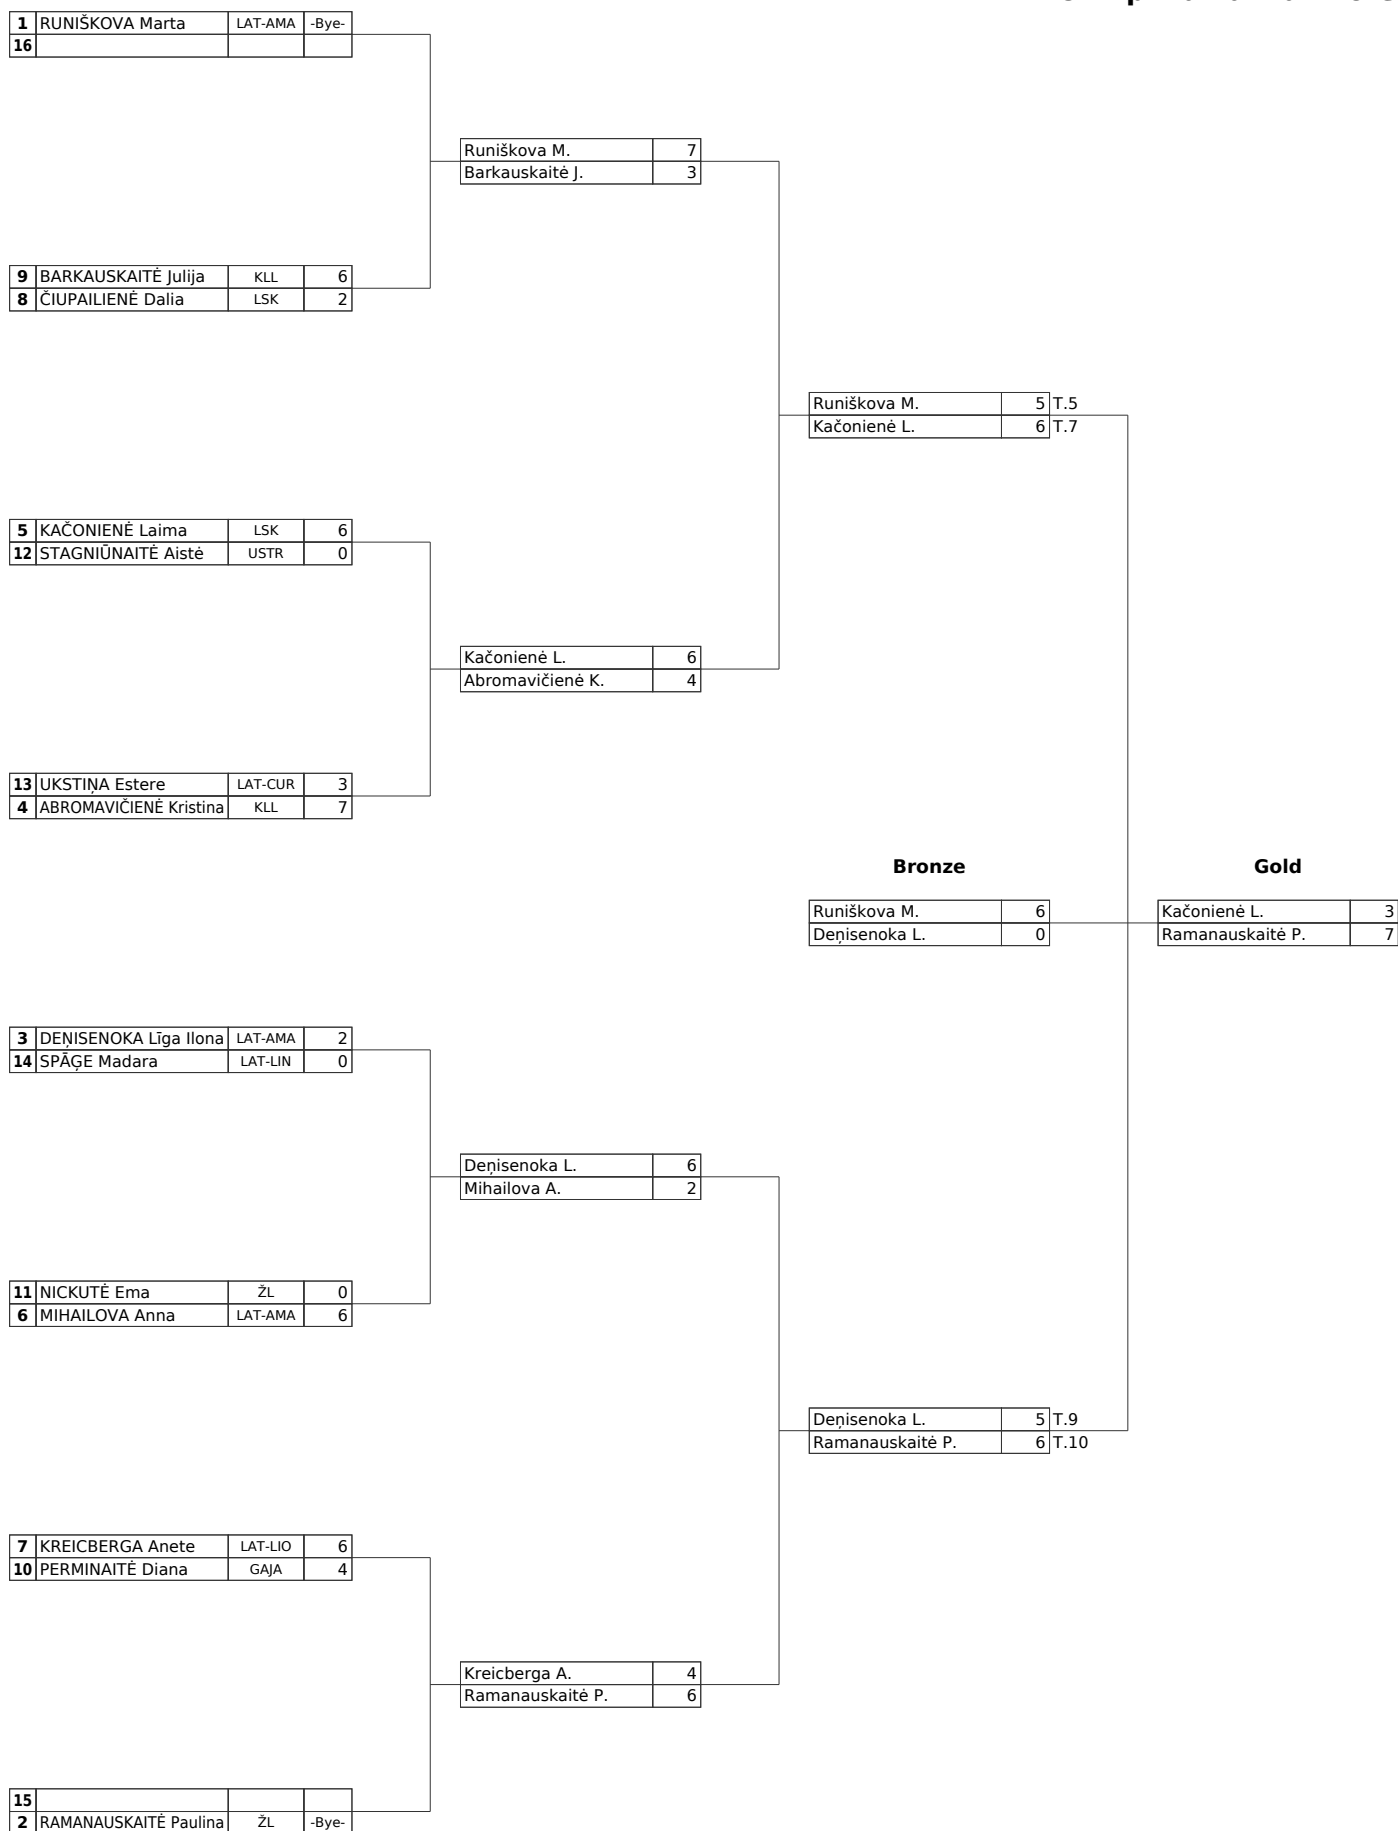 1 RUNIŠKOVA Marta LAT-AMA -Bye-
16
Runiškova M. 7
Barkauskaitė J. 3
9 BARKAUSKAITĖ Julija KLL 6
8 ČIUPAILIENĖ Dalia LSK 2
Runiškova M. 5 T.5
Kačonienė L. 6 T.7
5 KAČONIENĖ Laima LSK 6
12 STAGNIŪNAITĖ Aistė USTR 0
Kačonienė L. 6
Abromavičienė K. 4
13 UKSTIŅA Estere LAT-CUR 3
4 ABROMAVIČIENĖ Kristina KLL 7
Bronze Gold
Runiškova M. 6 Kačonienė L. 3
Deņisenoka L. 0 Ramanauskaitė P. 7
3 DEŅISENOKA Līga Ilona LAT-AMA 2
14 SPĀĢE Madara LAT-LIN 0
Deņisenoka L. 6
Mihailova A. 2
11 NICKUTĖ Ema ŽL 0
6 MIHAILOVA Anna LAT-AMA 6
Deņisenoka L. 5 T.9
Ramanauskaitė P. 6 T.10
7 KREICBERGA Anete LAT-LIO 6
10 PERMINAITĖ Diana GAJA 4
Kreicberga A. 4
Ramanauskaitė P. 6
15
2 RAMANAUSKAITĖ Paulina ŽL -Bye-